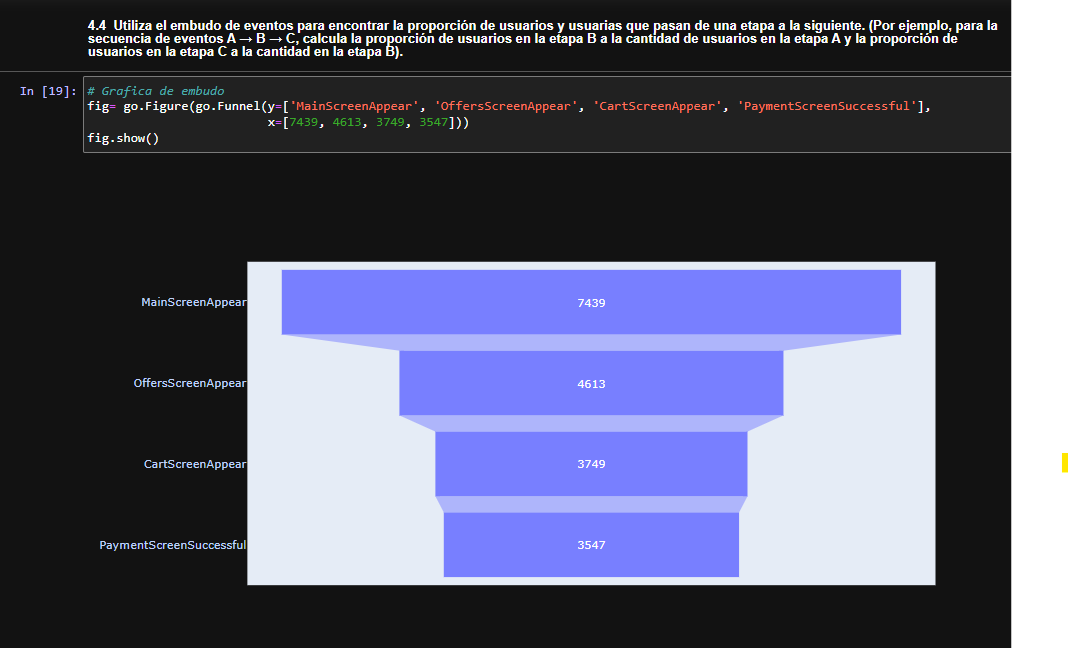 4.4 Utiliza el embudo de eventos para encontrar la proporción de usuarios y usuarias que pasan de una etapa a la siguiente. (Por ejemplo, para la
secuencia de eventos A → B → C, calcula la proporción de usuarios en la etapa B a la cantidad de usuarios en la etapa A y la proporción de
usuarios en la etapa C a la cantidad en la etapa B).
In [19]: # Grafica de embudo
fig= go.Figure(go.Funnel(y=['MainScreenAppear', 'OffersScreenAppear', 'CartScreenAppear', 'PaymentScreenSuccessful'],
x=[7439, 4613, 3749, 3547]))
fig.show()
MainScreenAppear 7439
OffersScreenAppear 4613
CartScreenAppear 3749
PaymentScreenSuccessful 3547